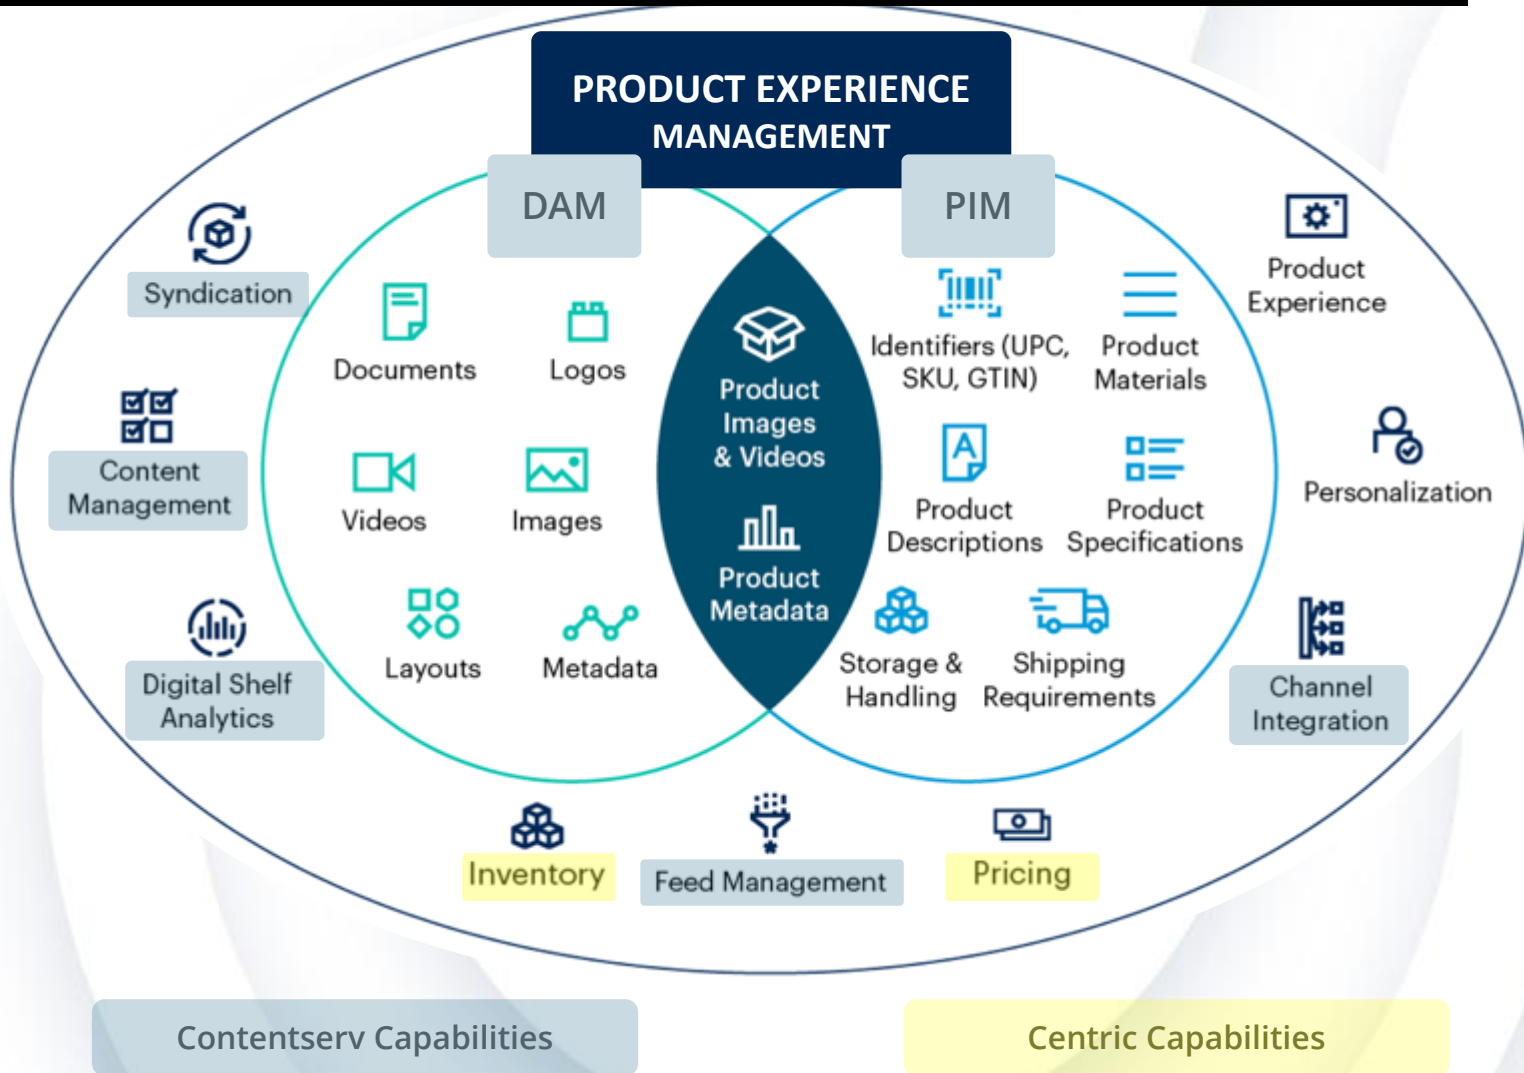 PRODUCT EXPERIENCE
MANAGEMENT
DAM
PIM
Syndication
Content
Management
Digital Shelf
Analytics
Documents
Logos
Videos
Images
Layouts
Metadata
Product
Images
& Videos
Product
Metadata
Identifiers (UPC,
SKU, GTIN)
Product
Materials
A
Product
Descriptions
Product
Specifications
Storage &
Handling
Shipping
Requirements
Product
Experience
Personalization
Channel
Integration
Inventory
Feed Management
Pricing
Contentserv Capabilities
Centric Capabilities